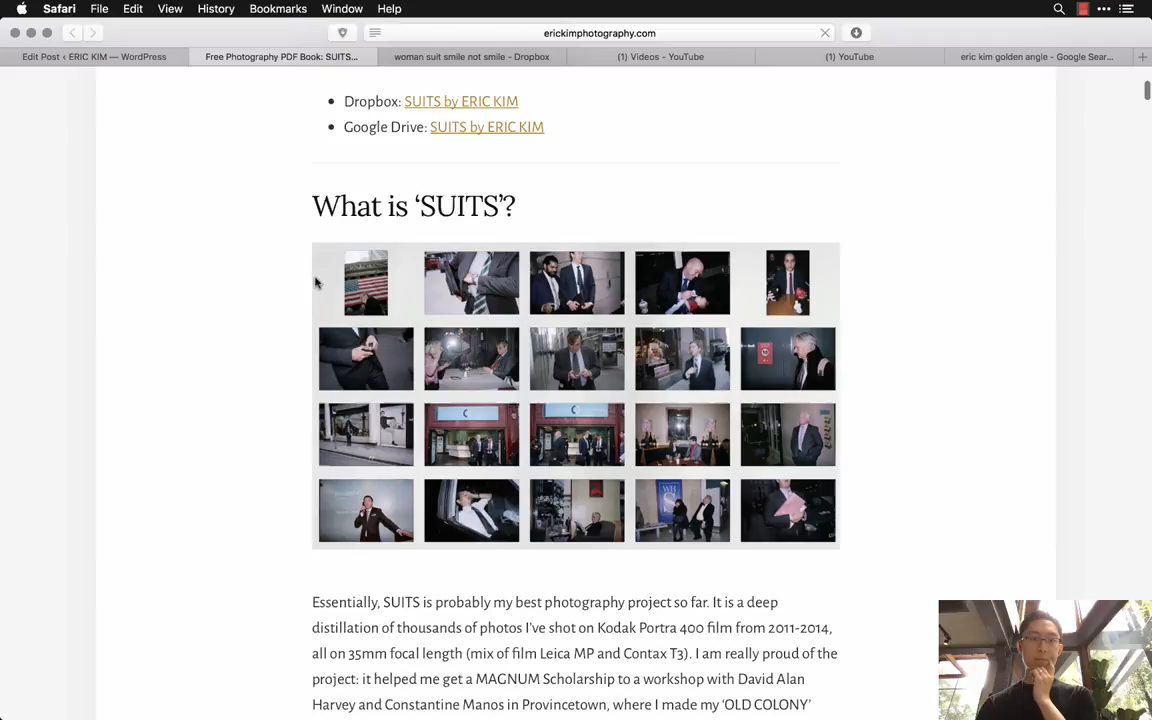 Safari File Edit View History Bookmarks Window Help
erickimphotography.com
Edit Post ‹ ERIC KIM — WordPress
Free Photography PDF Book: SUITS...
woman suit smile not smile - Dropbox
(1) Videos - YouTube
(1) YouTube
eric kim golden angle - Google Sear...
• Dropbox: SUITS by ERIC KIM
• Google Drive: SUITS by ERIC KIM
What is ‘SUITS’?
Essentially, SUITS is probably my best photography project so far. It is a deep
distillation of thousands of photos I’ve shot on Kodak Portra 400 film from 2011-2014,
all on 35mm focal length (mix of film Leica MP and Contax T3). I am really proud of the
project: it helped me get a MAGNUM Scholarship to a workshop with David Alan
Harvey and Constantine Manos in Provincetown, where I made my ‘OLD COLONY’